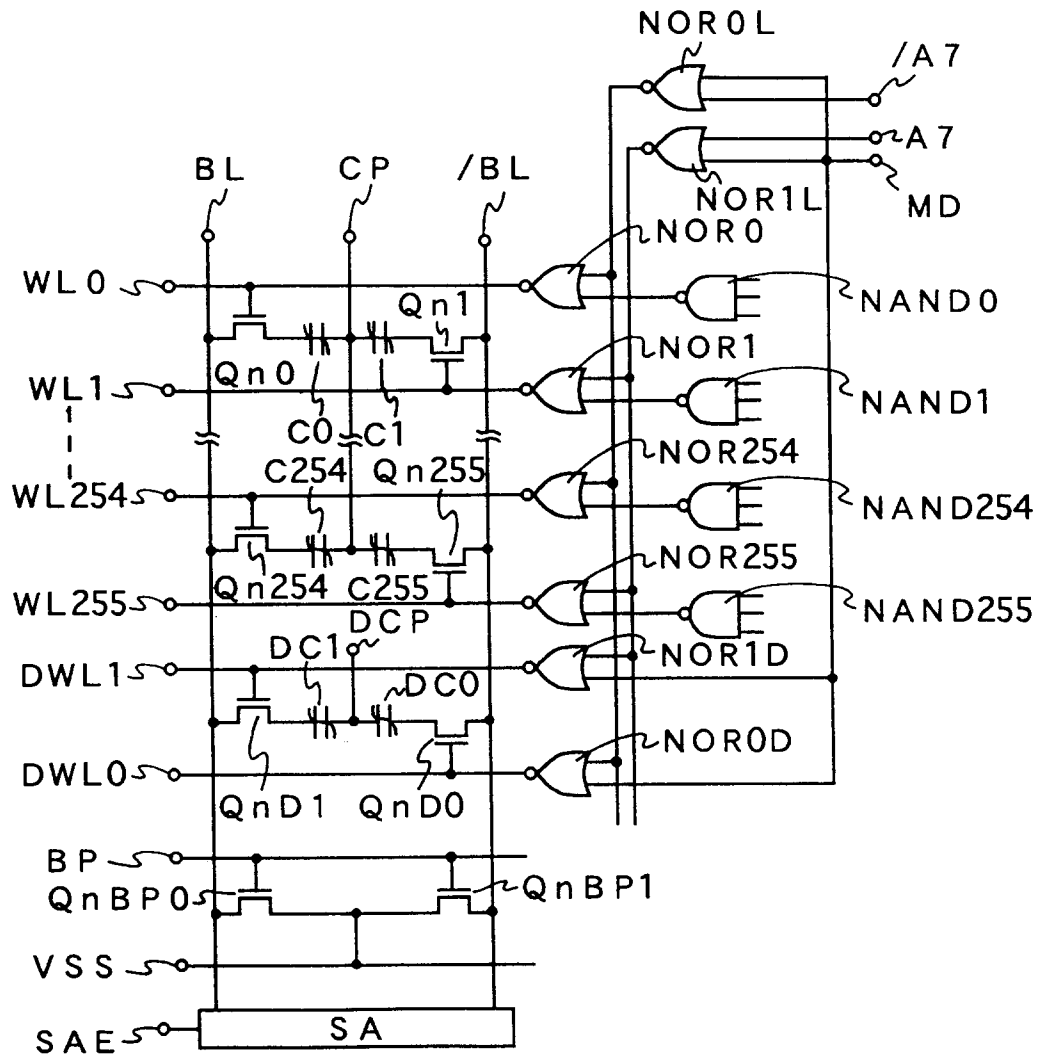 NOR0L
/A7
A7
BL CP /BL
NOR1L
MD
NOR0
WL0
NAND0
Qn1
NOR1
Qn0
WL1
NAND1
C0 C1
C254 Qn255
NOR254
WL254
NAND254
Qn254 C255
NOR255
WL255
NAND255
DCP
DC1
NOR1D
DWL1
DC0
NOR0D
DWL0
QnD1 QnD0
BP
QnBP0 QnBP1
VSS
SA
SAE